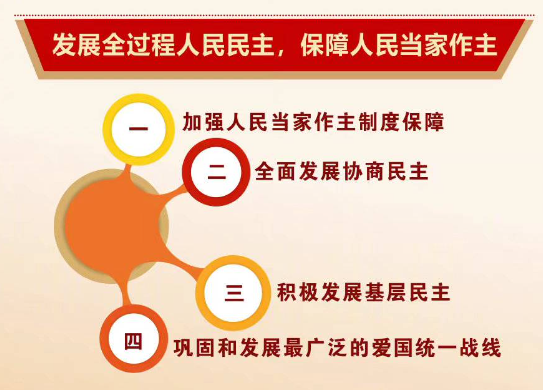 发展全过程人民民主，保障人民当家作主
一
加强人民当家作主制度保障
二
全面发展协商民主
三
积极发展基层民主
四
巩固和发展最广泛的爱国统一战线